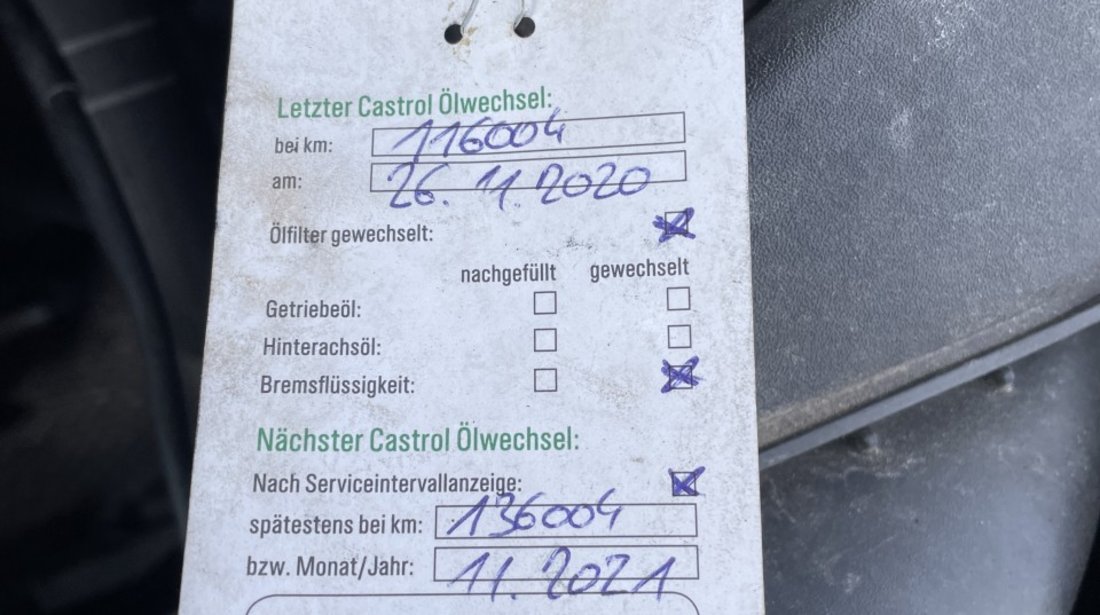 Letzter Castrol Ölwechsel:
bei km: 116004
am: 26. 11. 2020
Ölfilter gewechselt:
nachgefüllt gewechselt
Getriebeöl:
Hinterachsöl:
Bremsflüssigkeit:
Nächster Castrol Ölwechsel:
Nach Serviceintervallanzeige:
spätestens bei km: 136004
bzw. Monat/Jahr: 11. 2021